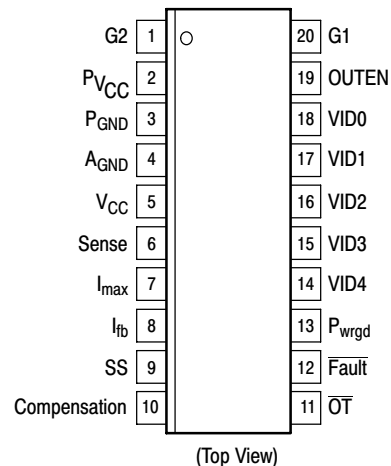 G2 1 20 G1
PVCC 2 19 OUTEN
PGND 3 18 VID0
AGND 4 17 VID1
VCC 5 16 VID2
Sense 6 15 VID3
Imax 7 14 VID4
Ifb 8 13 Pwrgd
SS 9 12 Fault
Compensation 10 11 OT
(Top View)